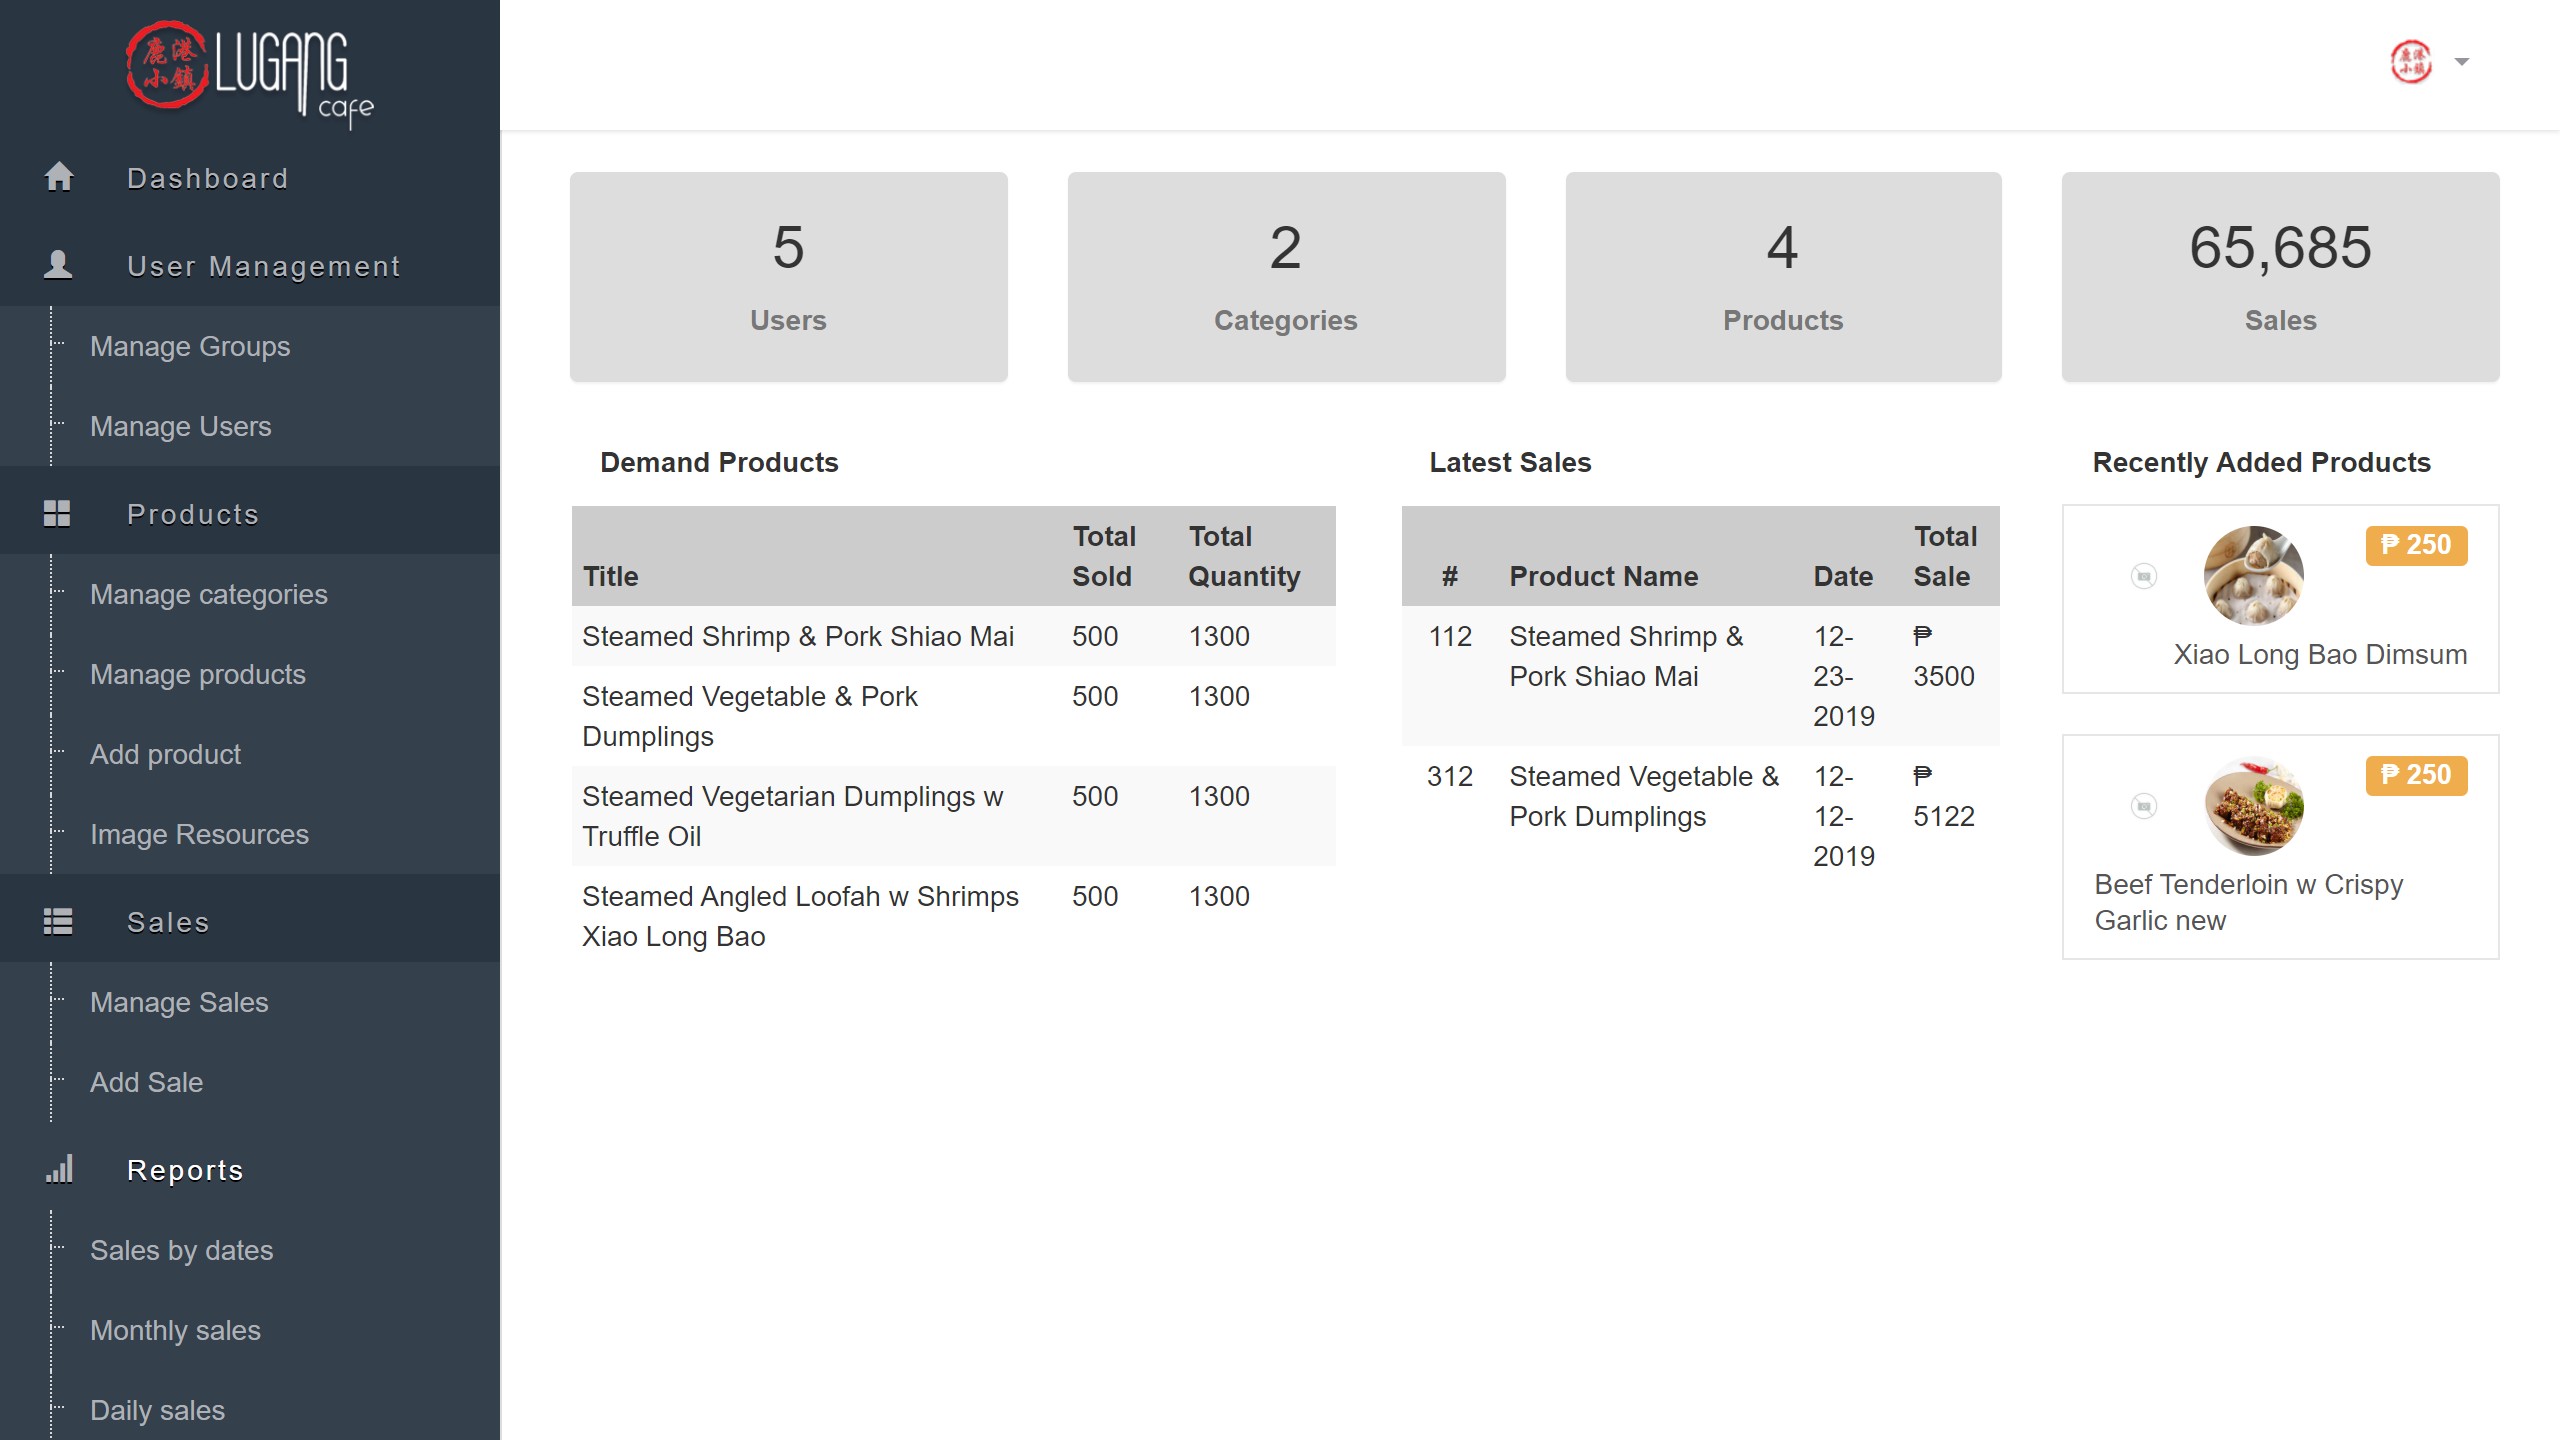 鹿港
小鎮
LUGANG
cafe
Dashboard
User Management
Manage Groups
Manage Users
Products
Manage categories
Manage products
Add product
Image Resources
Sales
Manage Sales
Add Sale
Reports
Sales by dates
Monthly sales
Daily sales
鹿港
小鎮
5
Users
2
Categories
4
Products
65,685
Sales
Demand Products
Title Total Sold Total Quantity
Steamed Shrimp & Pork Shiao Mai 500 1300
Steamed Vegetable & Pork 500 1300
Dumplings
Steamed Vegetarian Dumplings w 500 1300
Truffle Oil
Steamed Angled Loofah w Shrimps 500 1300
Xiao Long Bao
Latest Sales
# Product Name Date Total Sale
112 Steamed Shrimp & 12- ₱
Pork Shiao Mai 23- 3500
2019
312 Steamed Vegetable & 12- ₱
Pork Dumplings 12- 5122
2019
Recently Added Products
₱ 250
Xiao Long Bao Dimsum
₱ 250
Beef Tenderloin w Crispy
Garlic new